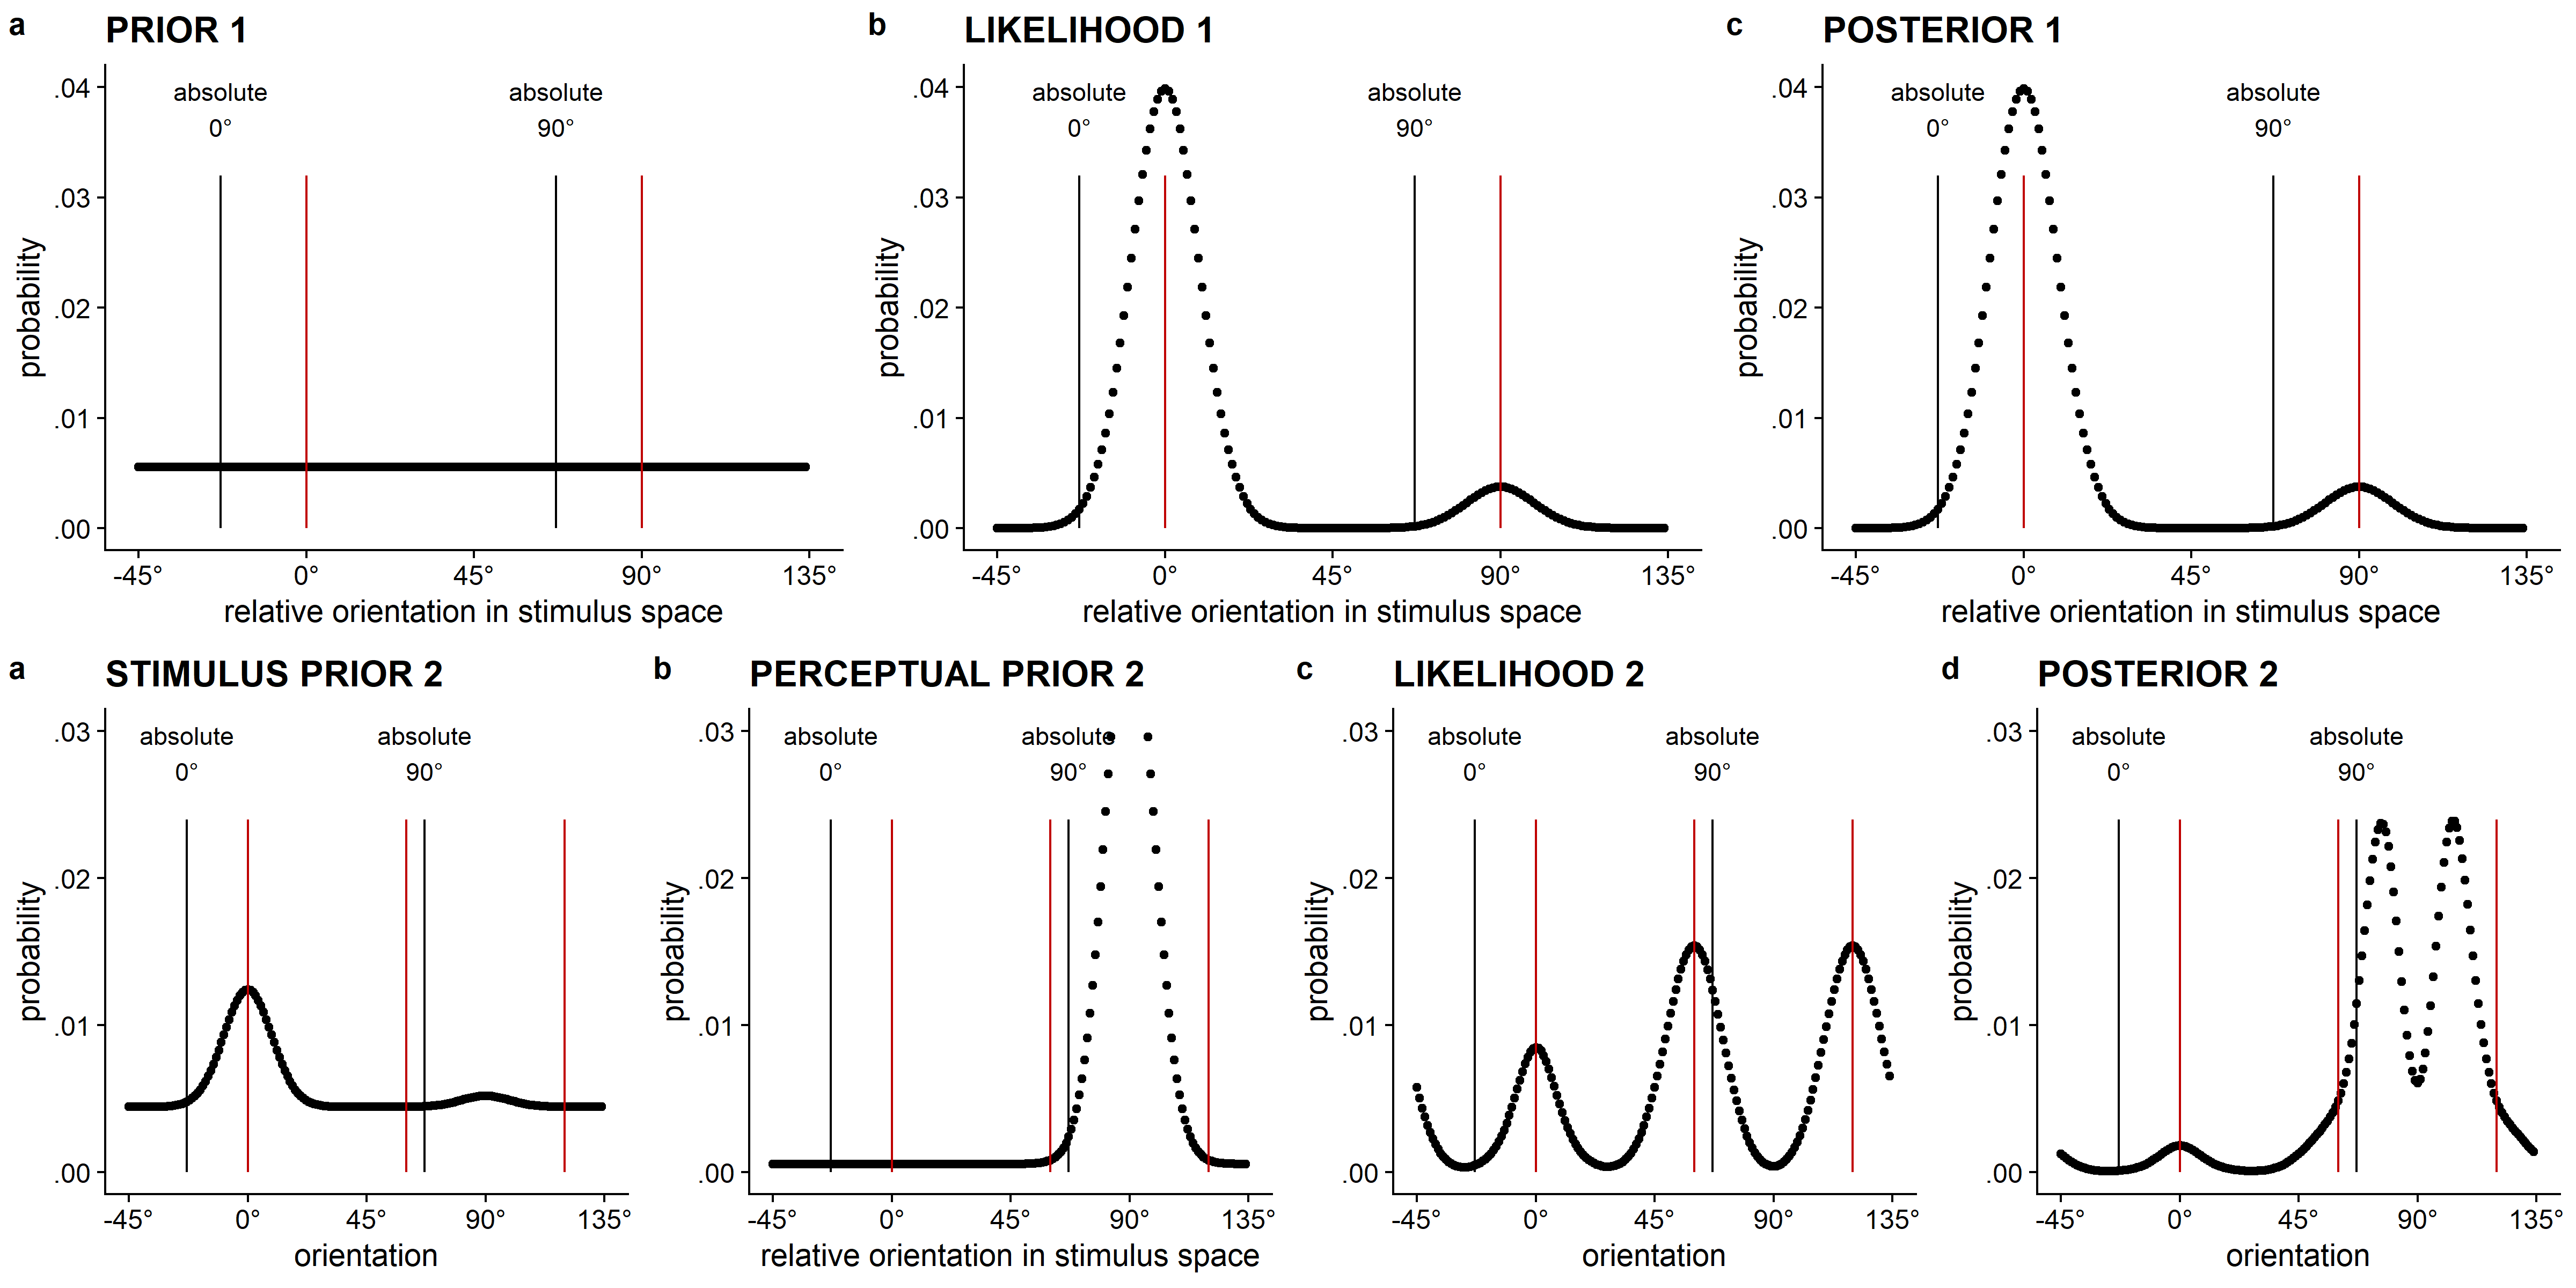 a PRIOR 1
absolute 0°
absolute 90°
.04
.03
.02
.01
.00
probability
-45° 0° 45° 90° 135°
relative orientation in stimulus space
b LIKELIHOOD 1
absolute 0°
absolute 90°
.04
.03
.02
.01
.00
probability
-45° 0° 45° 90° 135°
relative orientation in stimulus space
c POSTERIOR 1
absolute 0°
absolute 90°
.04
.03
.02
.01
.00
probability
-45° 0° 45° 90° 135°
relative orientation in stimulus space
a STIMULUS PRIOR 2
absolute 0°
absolute 90°
.03
.02
.01
.00
probability
-45° 0° 45° 90° 135°
orientation
b PERCEPTUAL PRIOR 2
absolute 0°
absolute 90°
.03
.02
.01
.00
probability
-45° 0° 45° 90° 135°
relative orientation in stimulus space
c LIKELIHOOD 2
absolute 0°
absolute 90°
.03
.02
.01
.00
probability
-45° 0° 45° 90° 135°
orientation
d POSTERIOR 2
absolute 0°
absolute 90°
.03
.02
.01
.00
probability
-45° 0° 45° 90° 135°
orientation